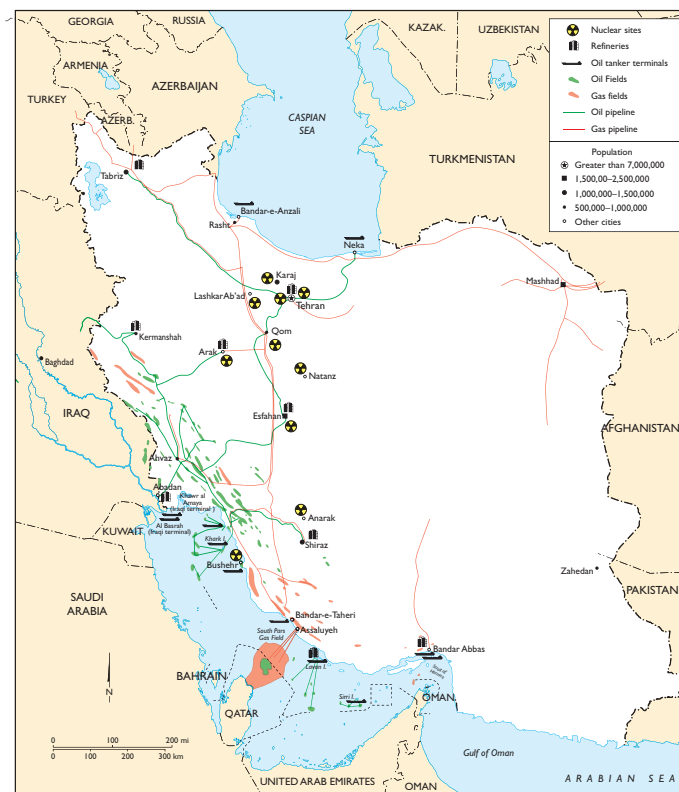 GEORGIA
RUSSIA
KAZAK.
UZBEKISTAN
ARMENIA
AZERBAIJAN
TURKEY
AZERB.
CASPIAN
SEA
TURKMENISTAN
Nuclear sites
Refineries
Oil tanker terminals
Oil Fields
Gas fields
Oil pipeline
Gas pipeline
Population
Greater than 7,000,000
1,500,00–2,500,000
1,000,000–1,500,000
500,000–1,000,000
Other cities
Tabriz
Bandar-e-Anzali
Rasht
Neka
Karaj
LashkarAb'ad
Tehran
Mashhad
Kermanshah
Qom
Arak
Baghdad
Natanz
IRAQ
Esfahan
AFGHANISTAN
Ahvaz
Abadan
Khawr al
Amaya
(Iraqi terminal)
Al Basrah
(Iraqi terminal)
KUWAIT
Khark I.
Anarak
Shiraz
Bushehr
Zahedan
PAKISTAN
SAUDI
ARABIA
Bandar-e-Taheri
Assaluyeh
South Pars
Gas Field
Lavan I.
Bandar Abbas
Strait of
Hormuz
BAHRAIN
N
Sirri I.
OMAN
QATAR
0 100 200 mi
0 100 200 300 km
Gulf of Oman
UNITED ARAB EMIRATES
OMAN
ARABIAN SEA